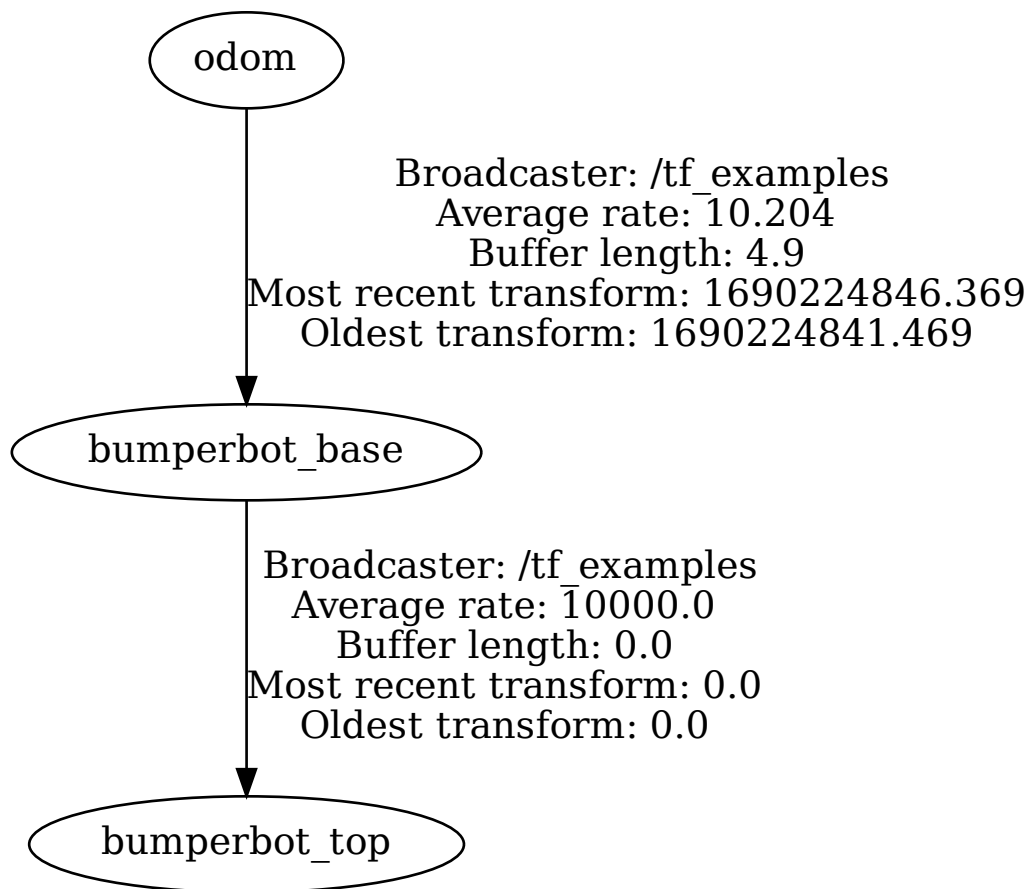 odom
Broadcaster: /tf_examples
Average rate: 10.204
Buffer length: 4.9
Most recent transform: 1690224846.369
Oldest transform: 1690224841.469
bumperbot_base
Broadcaster: /tf_examples
Average rate: 10000.0
Buffer length: 0.0
Most recent transform: 0.0
Oldest transform: 0.0
bumperbot_top